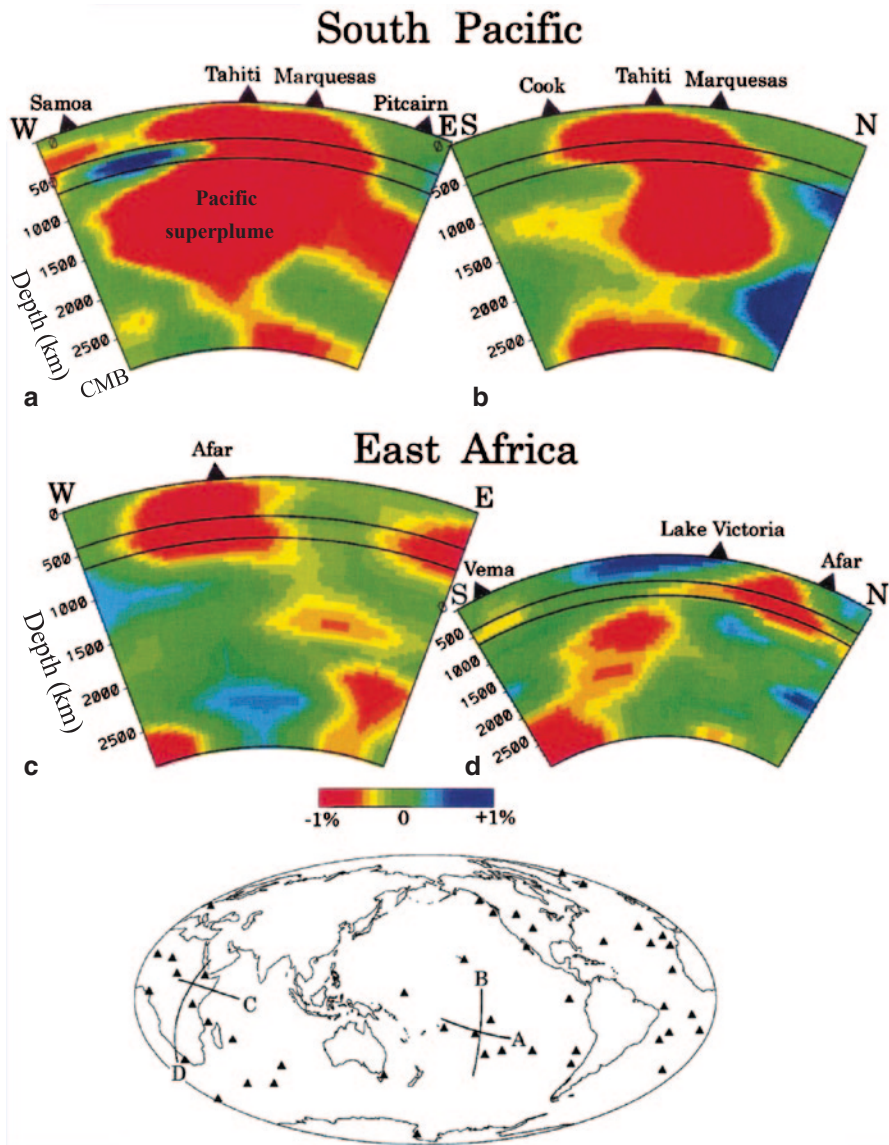 South Pacific
Tahiti Marquesas
Samoa Pitcairn
W E
0 0
500
1000
1500
2000
2500
CMB
Depth (km)
Pacific
superplume
a
Cook Tahiti Marquesas
S N
500
1000
1500
2000
2500
b
East Africa
Afar
W E
0
500
1000
1500
2000
2500
Depth (km)
c
Lake Victoria
Vema Afar
S N
0
500
1000
1500
2000
2500
d
-1% 0 +1%
B
C
A
D